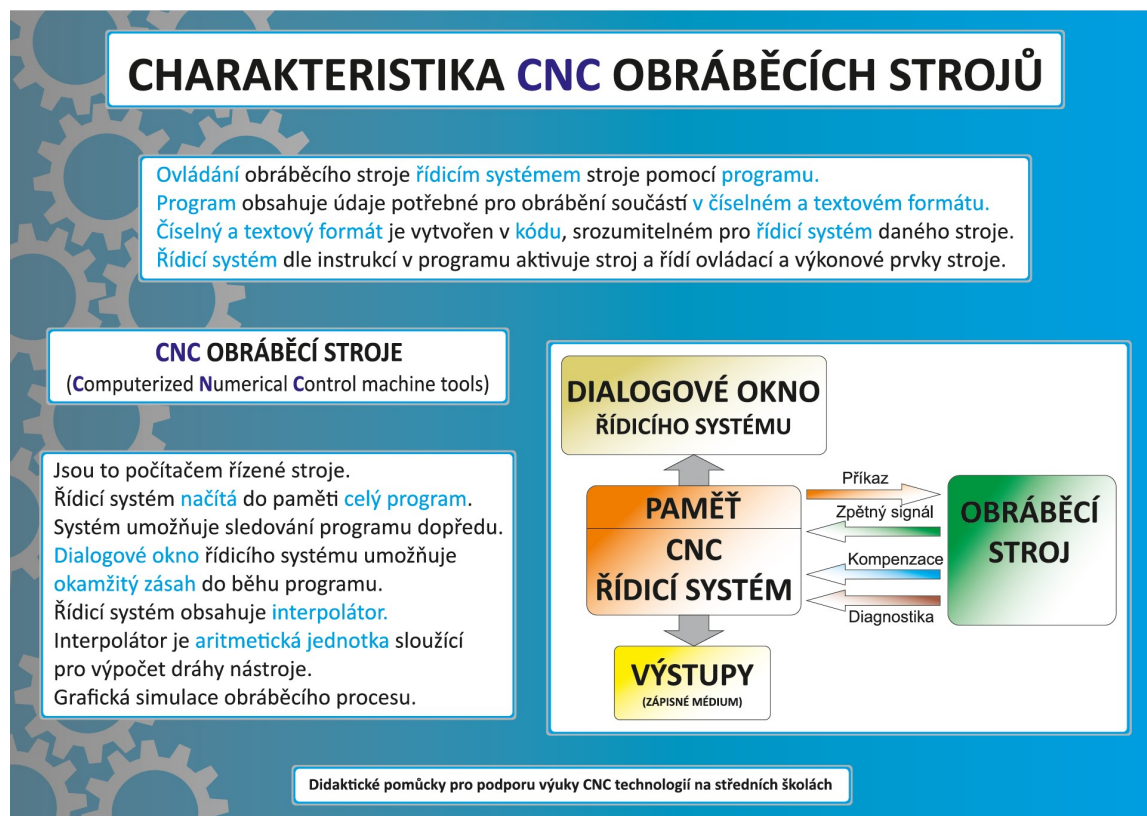 CHARAKTERISTIKA CNC OBRÁBĚCÍCH STROJŮ
Ovládání obráběcího stroje řídicím systémem stroje pomocí programu.
Program obsahuje údaje potřebné pro obrábění součástí v číselném a textovém formátu.
Číselný a textový formát je vytvořen v kódu, srozumitelném pro řídicí systém daného stroje.
Řídicí systém dle instrukcí v programu aktivuje stroj a řídí ovládací a výkonové prvky stroje.
CNC OBRÁBĚCÍ STROJE
(Computerized Numerical Control machine tools)
Jsou to počítačem řízené stroje.
Řídicí systém načítá do paměti celý program.
Systém umožňuje sledování programu dopředu.
Dialogové okno řídicího systému umožňuje
okamžitý zásah do běhu programu.
Řídicí systém obsahuje interpolátor.
Interpolátor je aritmetická jednotka sloužící
pro výpočet dráhy nástroje.
Grafická simulace obráběcího procesu.
DIALOGOVÉ OKNO
ŘÍDICÍHO SYSTÉMU
PAMĚŤ
CNC
ŘÍDICÍ SYSTÉM
VÝSTUPY
(ZÁPISNÉ MÉDIUM)
Příkaz
Zpětný signál
Kompenzace
Diagnostika
OBRÁBĚCÍ
STROJ
Didaktické pomůcky pro podporu výuky CNC technologií na středních školách